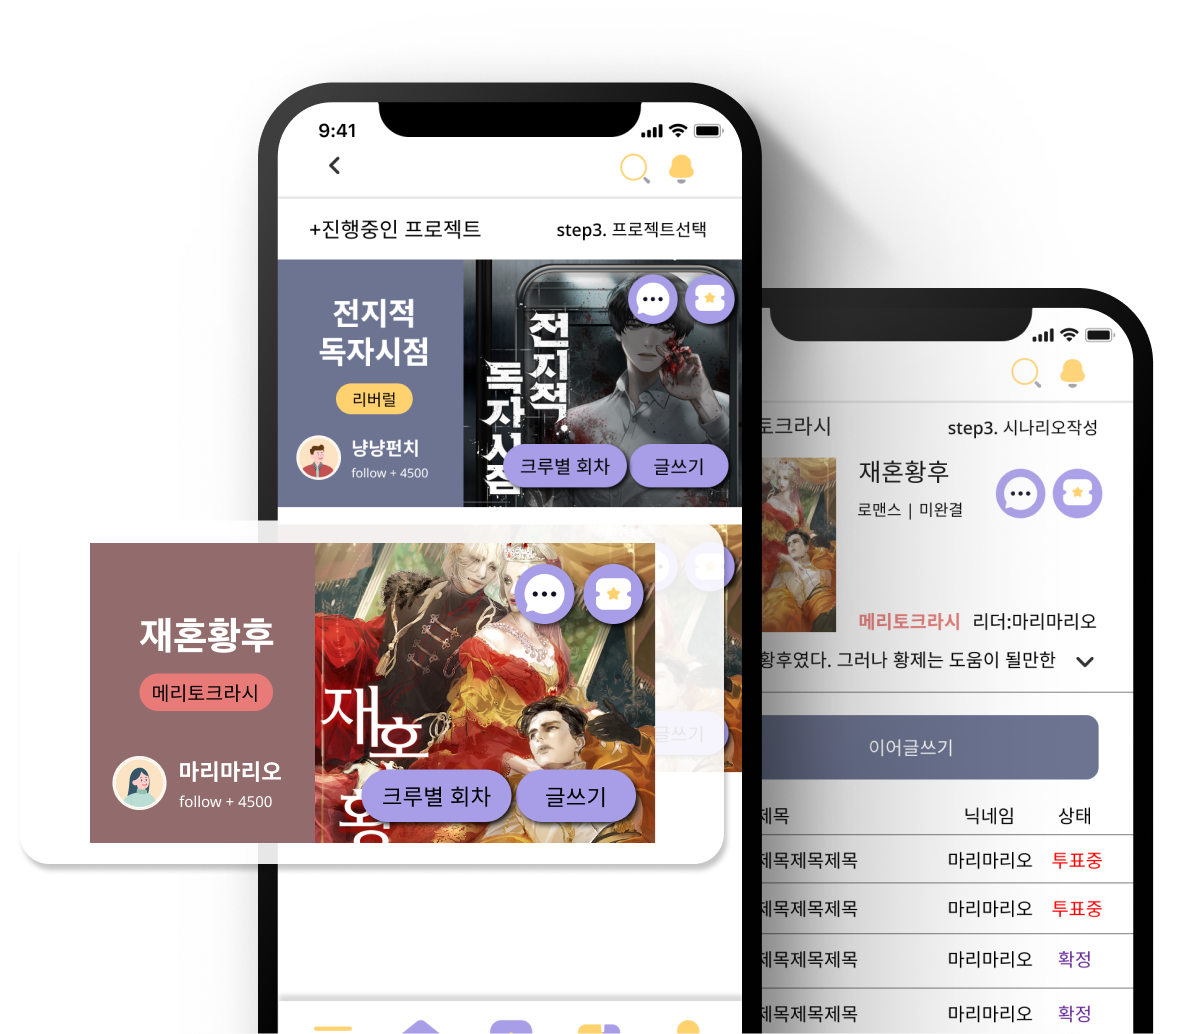 9:41
+진행중인 프로젝트
step3. 프로젝트선택
전지적
독자시점
리버럴
냥냥펀치
follow + 4500
전지적
독자시점
크루별 회차
글쓰기
재혼황후
메리토크라시
마리마리오
follow + 4500
재혼황
크루별 회차
글쓰기
글쓰기
토크라시
step3. 시나리오작성
재혼황후
로맨스 | 미완결
메리토크라시 리더:마리마리오
황후였다. 그러나 황제는 도움이 될만한
이어글쓰기
제목 닉네임 상태
제목제목제목 마리마리오 투표중
제목제목제목 마리마리오 투표중
제목제목제목 마리마리오 확정
제목제목제목 마리마리오 확정